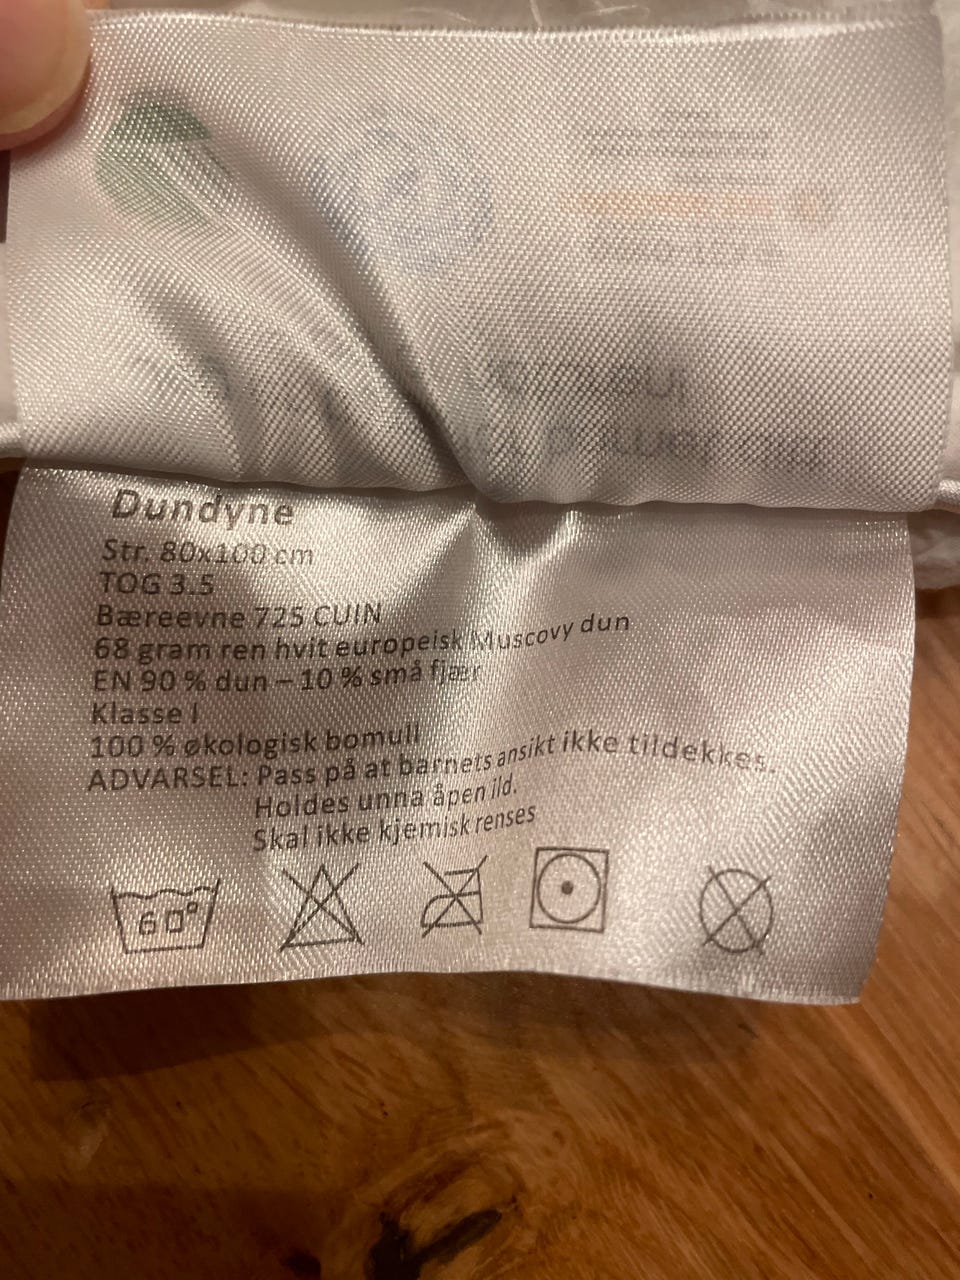 Dundyne
Str. 80x100 cm
TOG 3.5
Bæreevne 725 CUIN
68 gram ren hvit europeisk Muscovy dun
EN 90 % dun – 10 % små fjær
Klasse I
100 % økologisk bomull
ADVARSEL: Pass på at barnets ansikt ikke tildekkes.
Holdes unna åpen ild.
Skal ikke kjemisk renses
60°